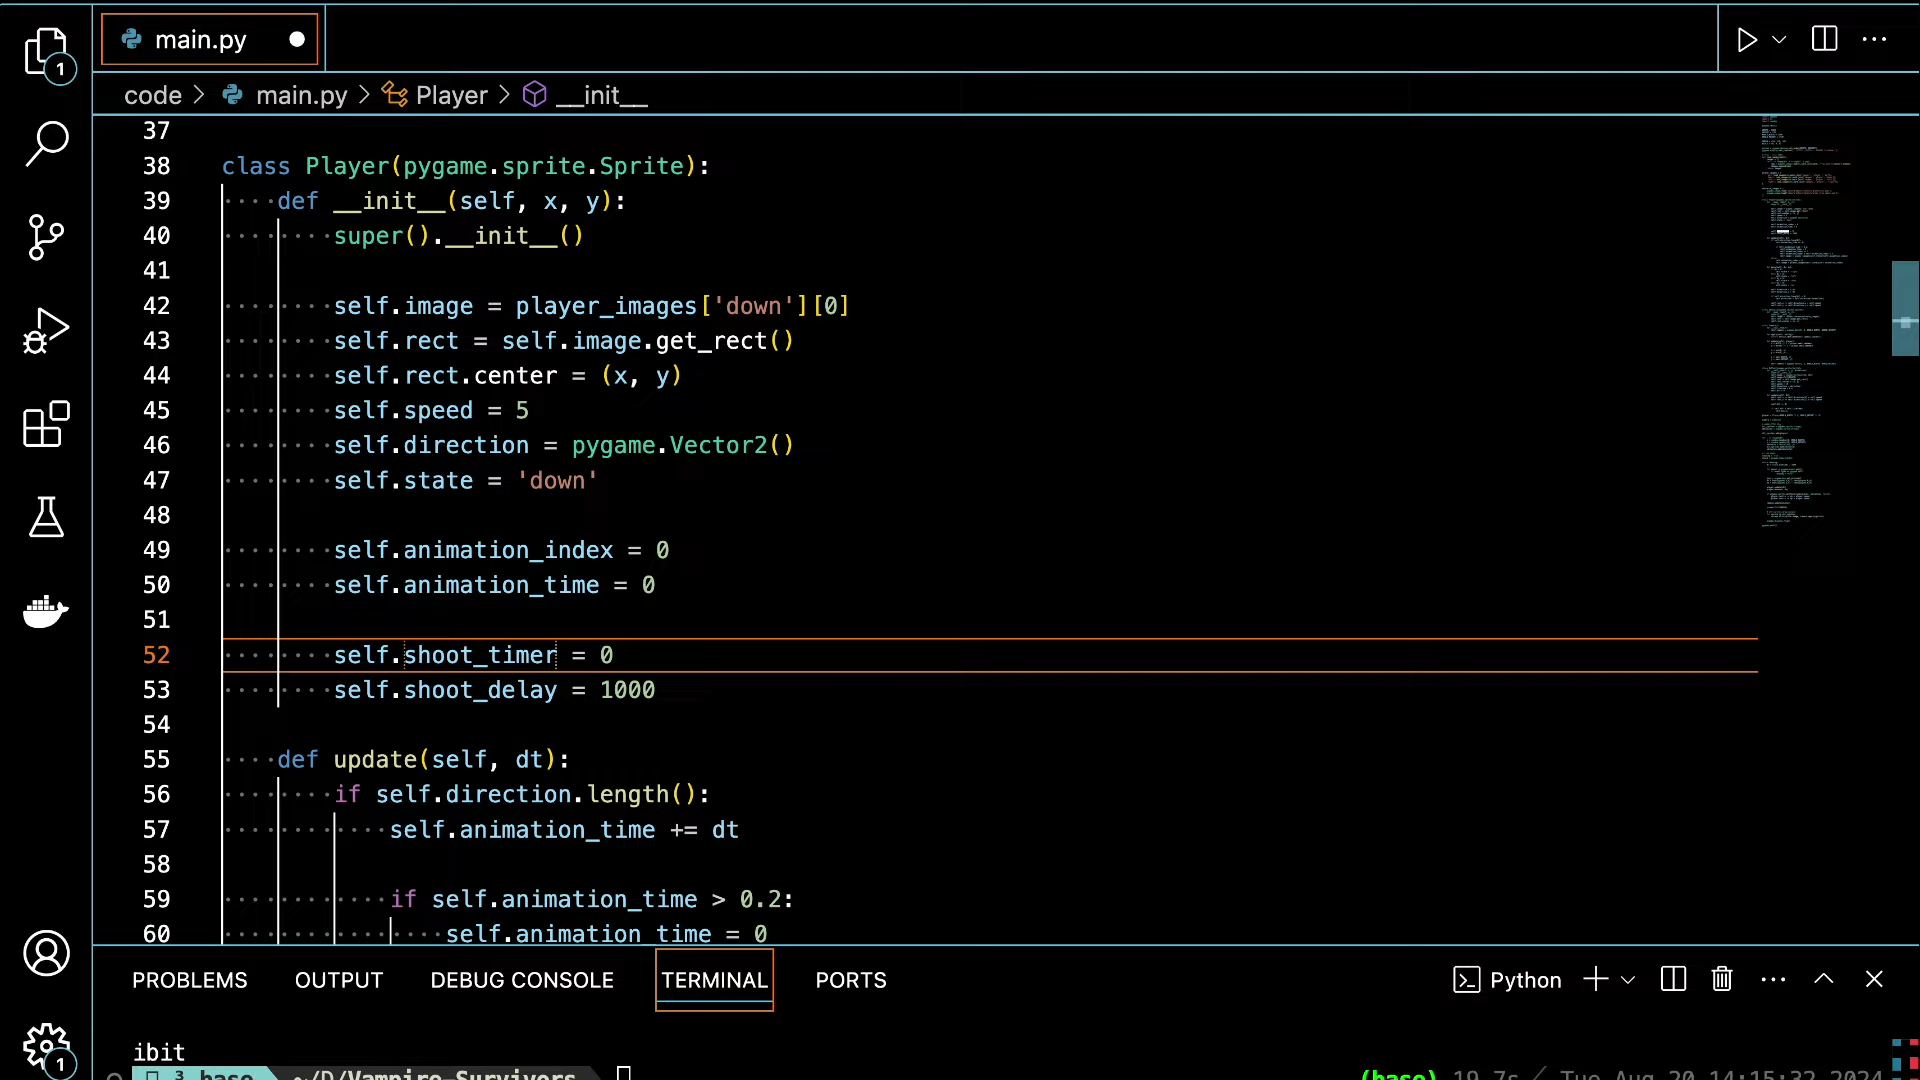 main.py
code > main.py > Player > __init__
37
38 class Player(pygame.sprite.Sprite):
39 def __init__(self, x, y):
40 super().__init__()
41
42 self.image = player_images['down'][0]
43 self.rect = self.image.get_rect()
44 self.rect.center = (x, y)
45 self.speed = 5
46 self.direction = pygame.Vector2()
47 self.state = 'down'
48
49 self.animation_index = 0
50 self.animation_time = 0
51
52 self.shoot_timer = 0
53 self.shoot_delay = 1000
54
55 def update(self, dt):
56 if self.direction.length():
57 self.animation_time += dt
58
59 if self.animation_time > 0.2:
60 self.animation_time = 0
PROBLEMS OUTPUT DEBUG CONSOLE TERMINAL PORTS Python
ibit
3 base ~/D/Vampire-Survivors (base) 19.7s / Tue Aug 20 14:15:32 2024
1
1